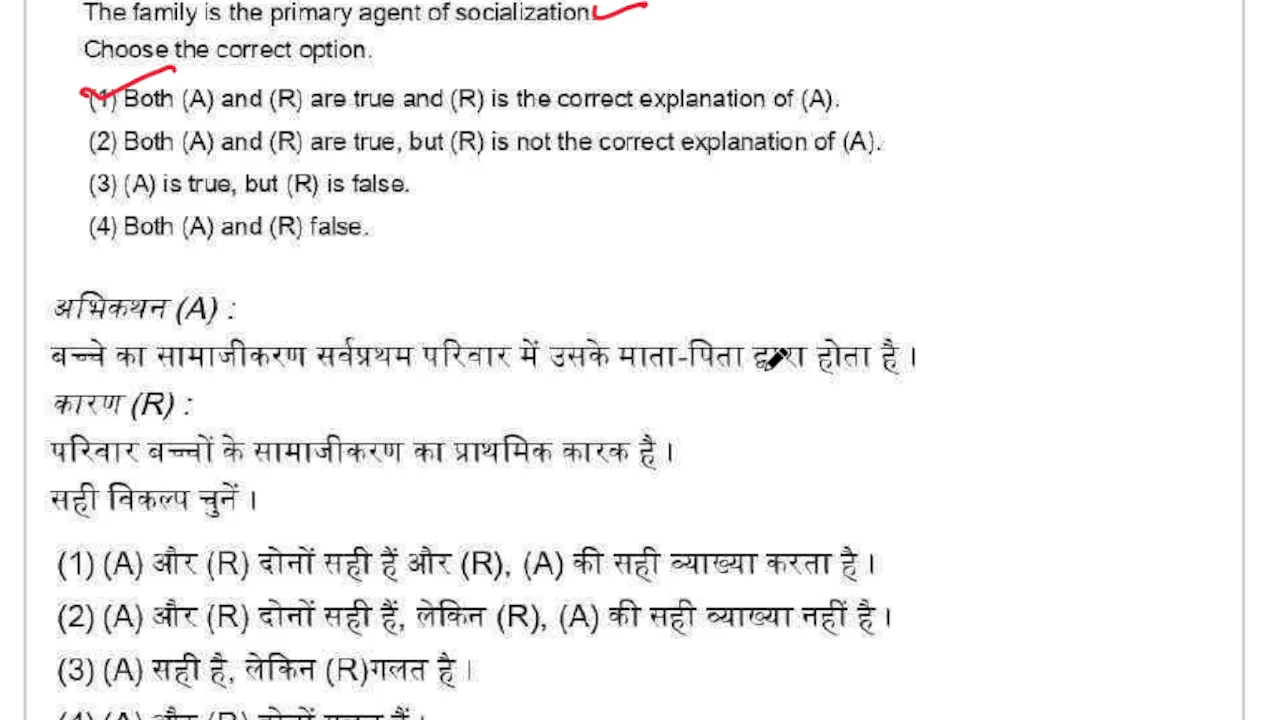 The family is the primary agent of socialization.
Choose the correct option.
(1) Both (A) and (R) are true and (R) is the correct explanation of (A).
(2) Both (A) and (R) are true, but (R) is not the correct explanation of (A).
(3) (A) is true, but (R) is false.
(4) Both (A) and (R) false.
अभिकथन (A) :
बच्चे का सामाजीकरण सर्वप्रथम परिवार में उसके माता-पिता द्वारा होता है ।
कारण (R) :
परिवार बच्चों के सामाजीकरण का प्राथमिक कारक है ।
सही विकल्प चुनें ।
(1) (A) और (R) दोनों सही हैं और (R), (A) की सही व्याख्या करता है ।
(2) (A) और (R) दोनों सही हैं, लेकिन (R), (A) की सही व्याख्या नहीं है ।
(3) (A) सही है, लेकिन (R)गलत है ।
(4) (A) और (R) दोनों गलत हैं ।